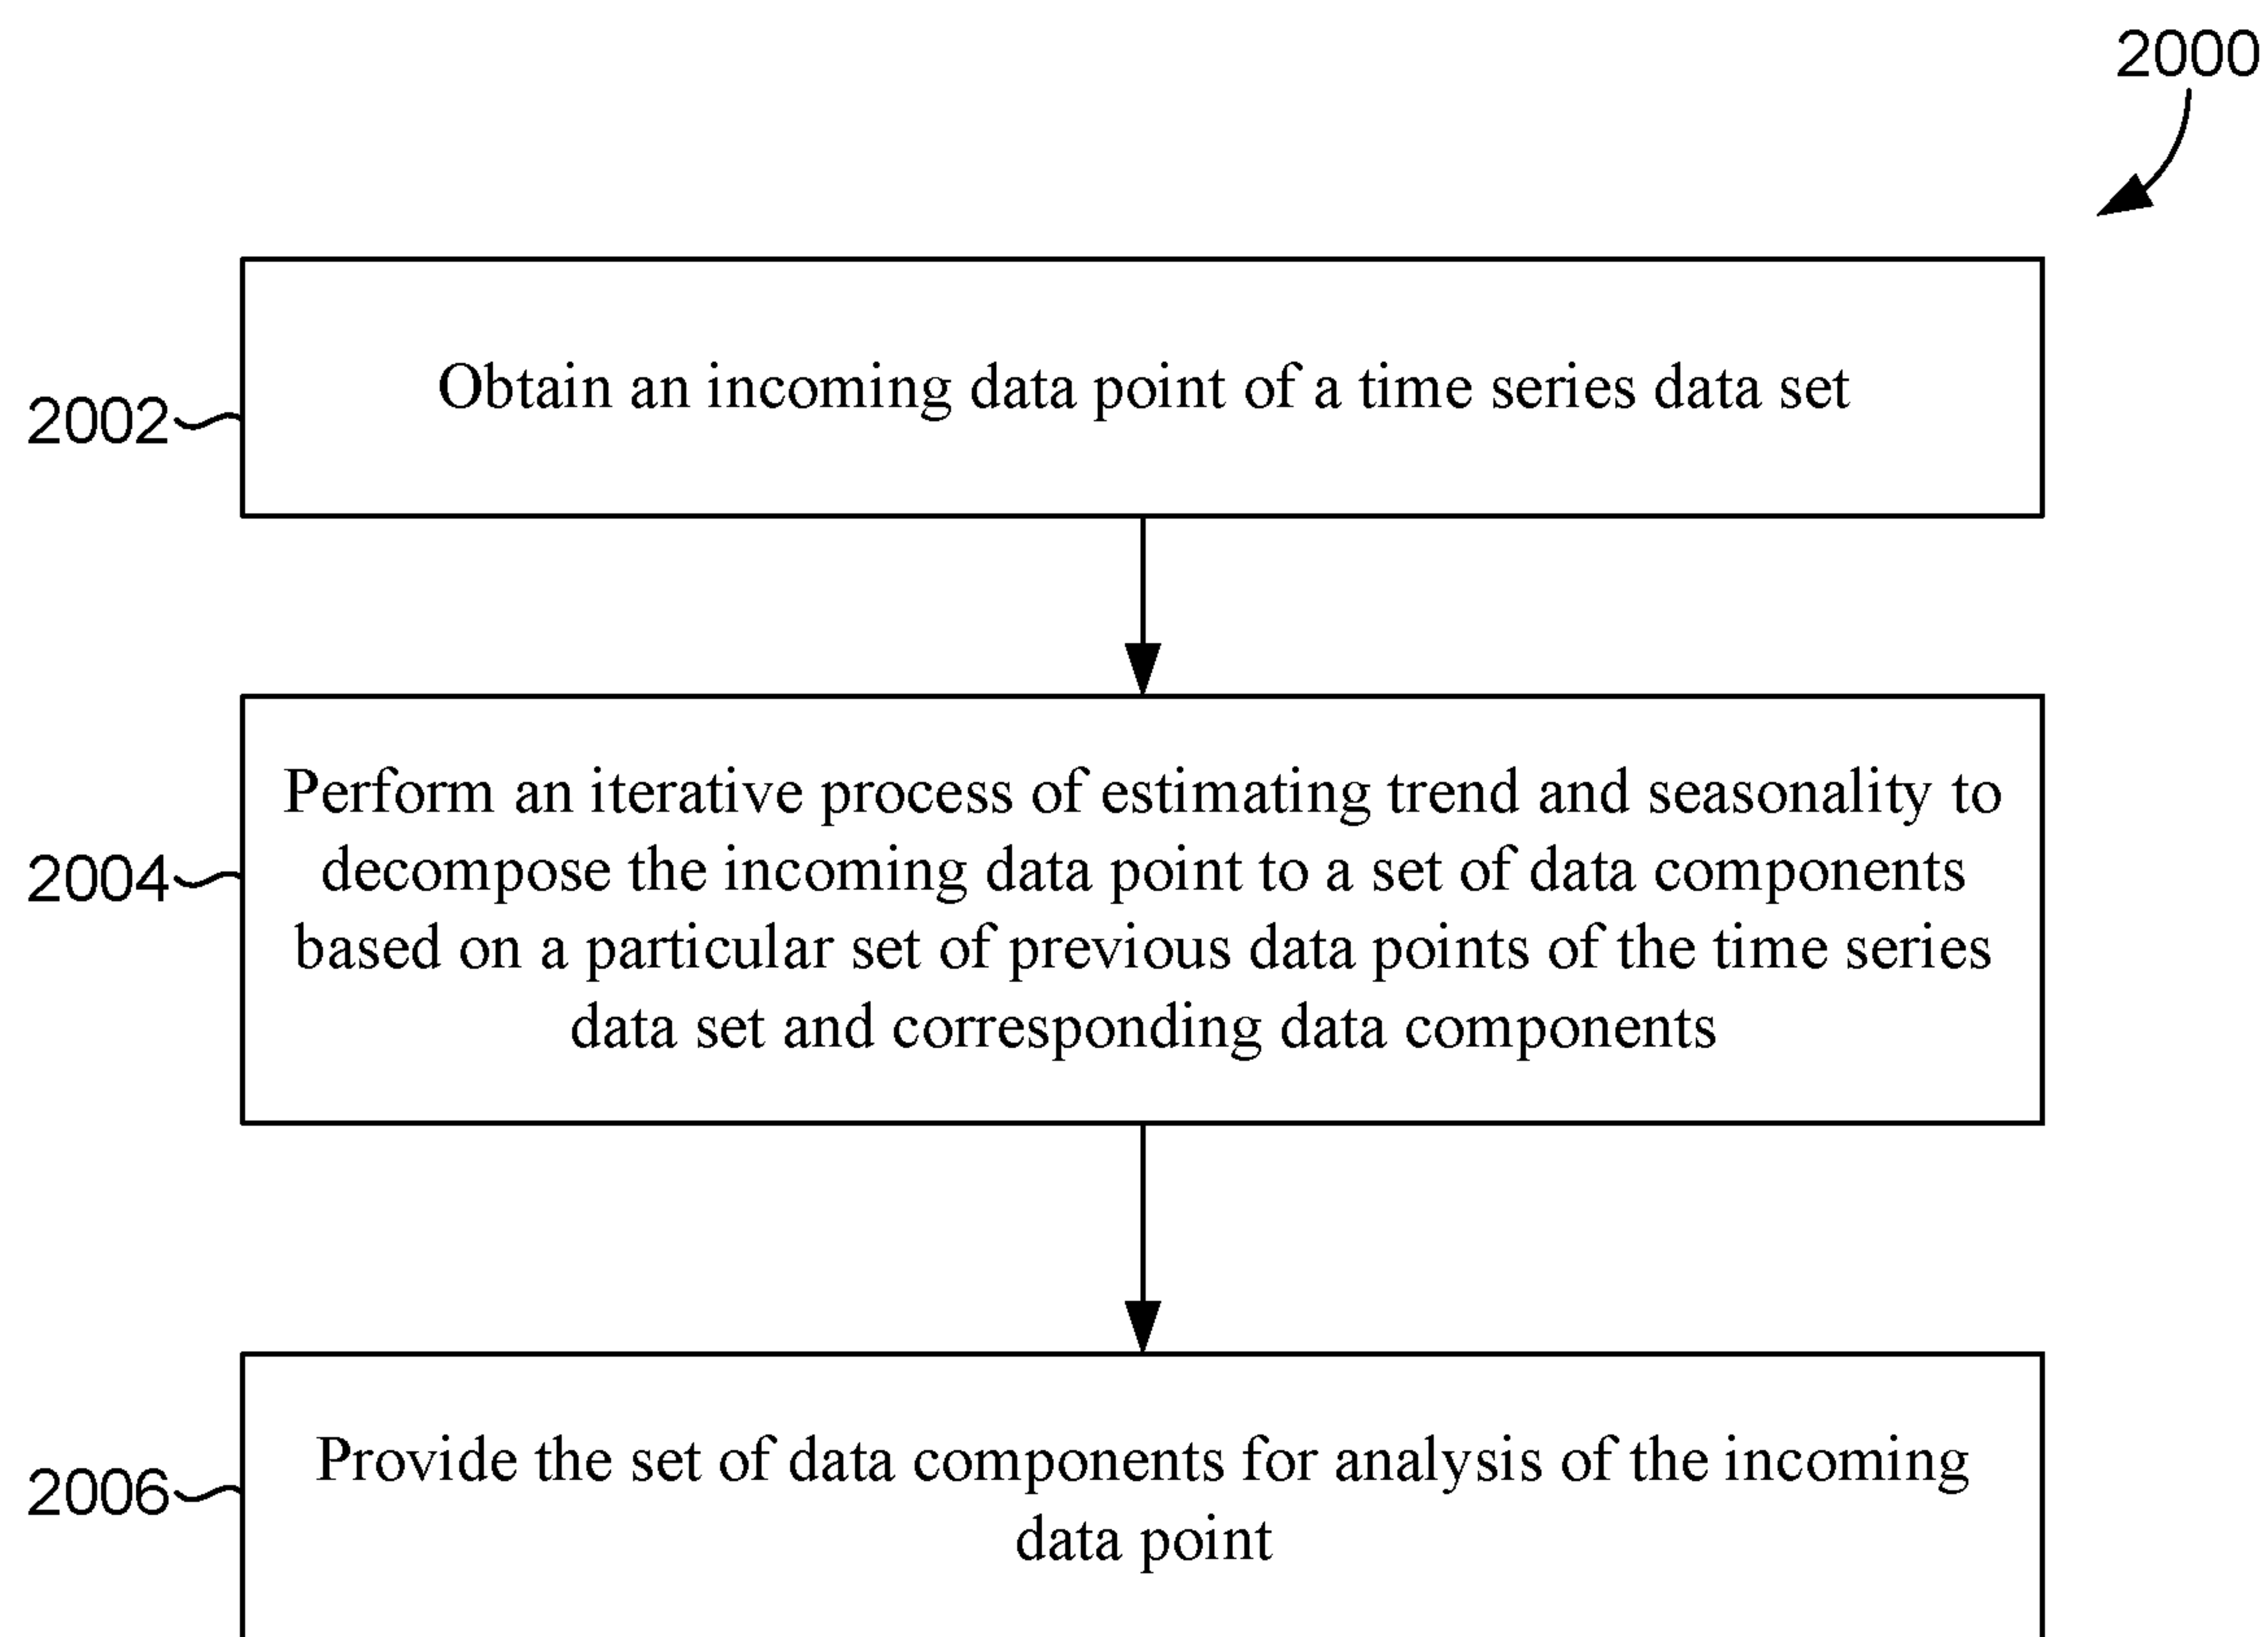 2000
Obtain an incoming data point of a time series data set
2002
Perform an iterative process of estimating trend and seasonality to
decompose the incoming data point to a set of data components
2004
based on a particular set of previous data points of the time series
data set and corresponding data components
Provide the set of data components for analysis of the incoming
2006
data point